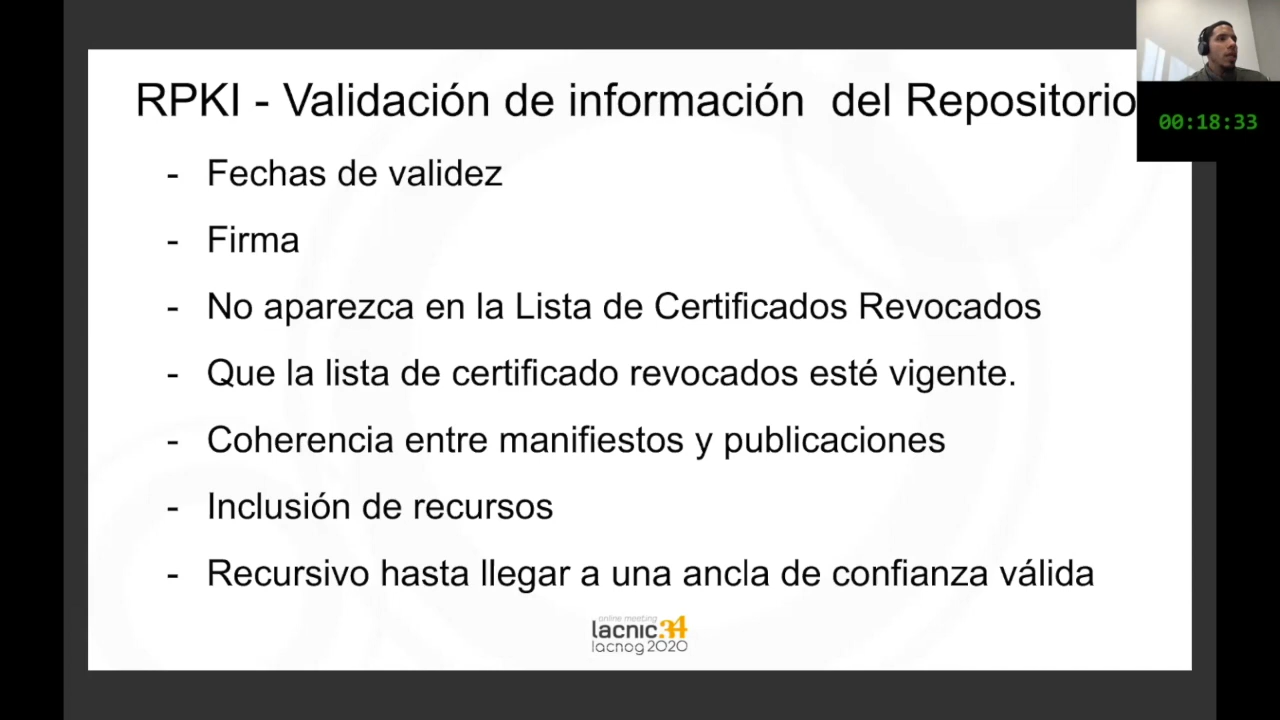 RPKI - Validación de información del Repositorio
00:18:33
- Fechas de validez
- Firma
- No aparezca en la Lista de Certificados Revocados
- Que la lista de certificado revocados esté vigente.
- Coherencia entre manifiestos y publicaciones
- Inclusión de recursos
- Recursivo hasta llegar a una ancla de confianza válida
online meeting
lacnic34
lacnog2020